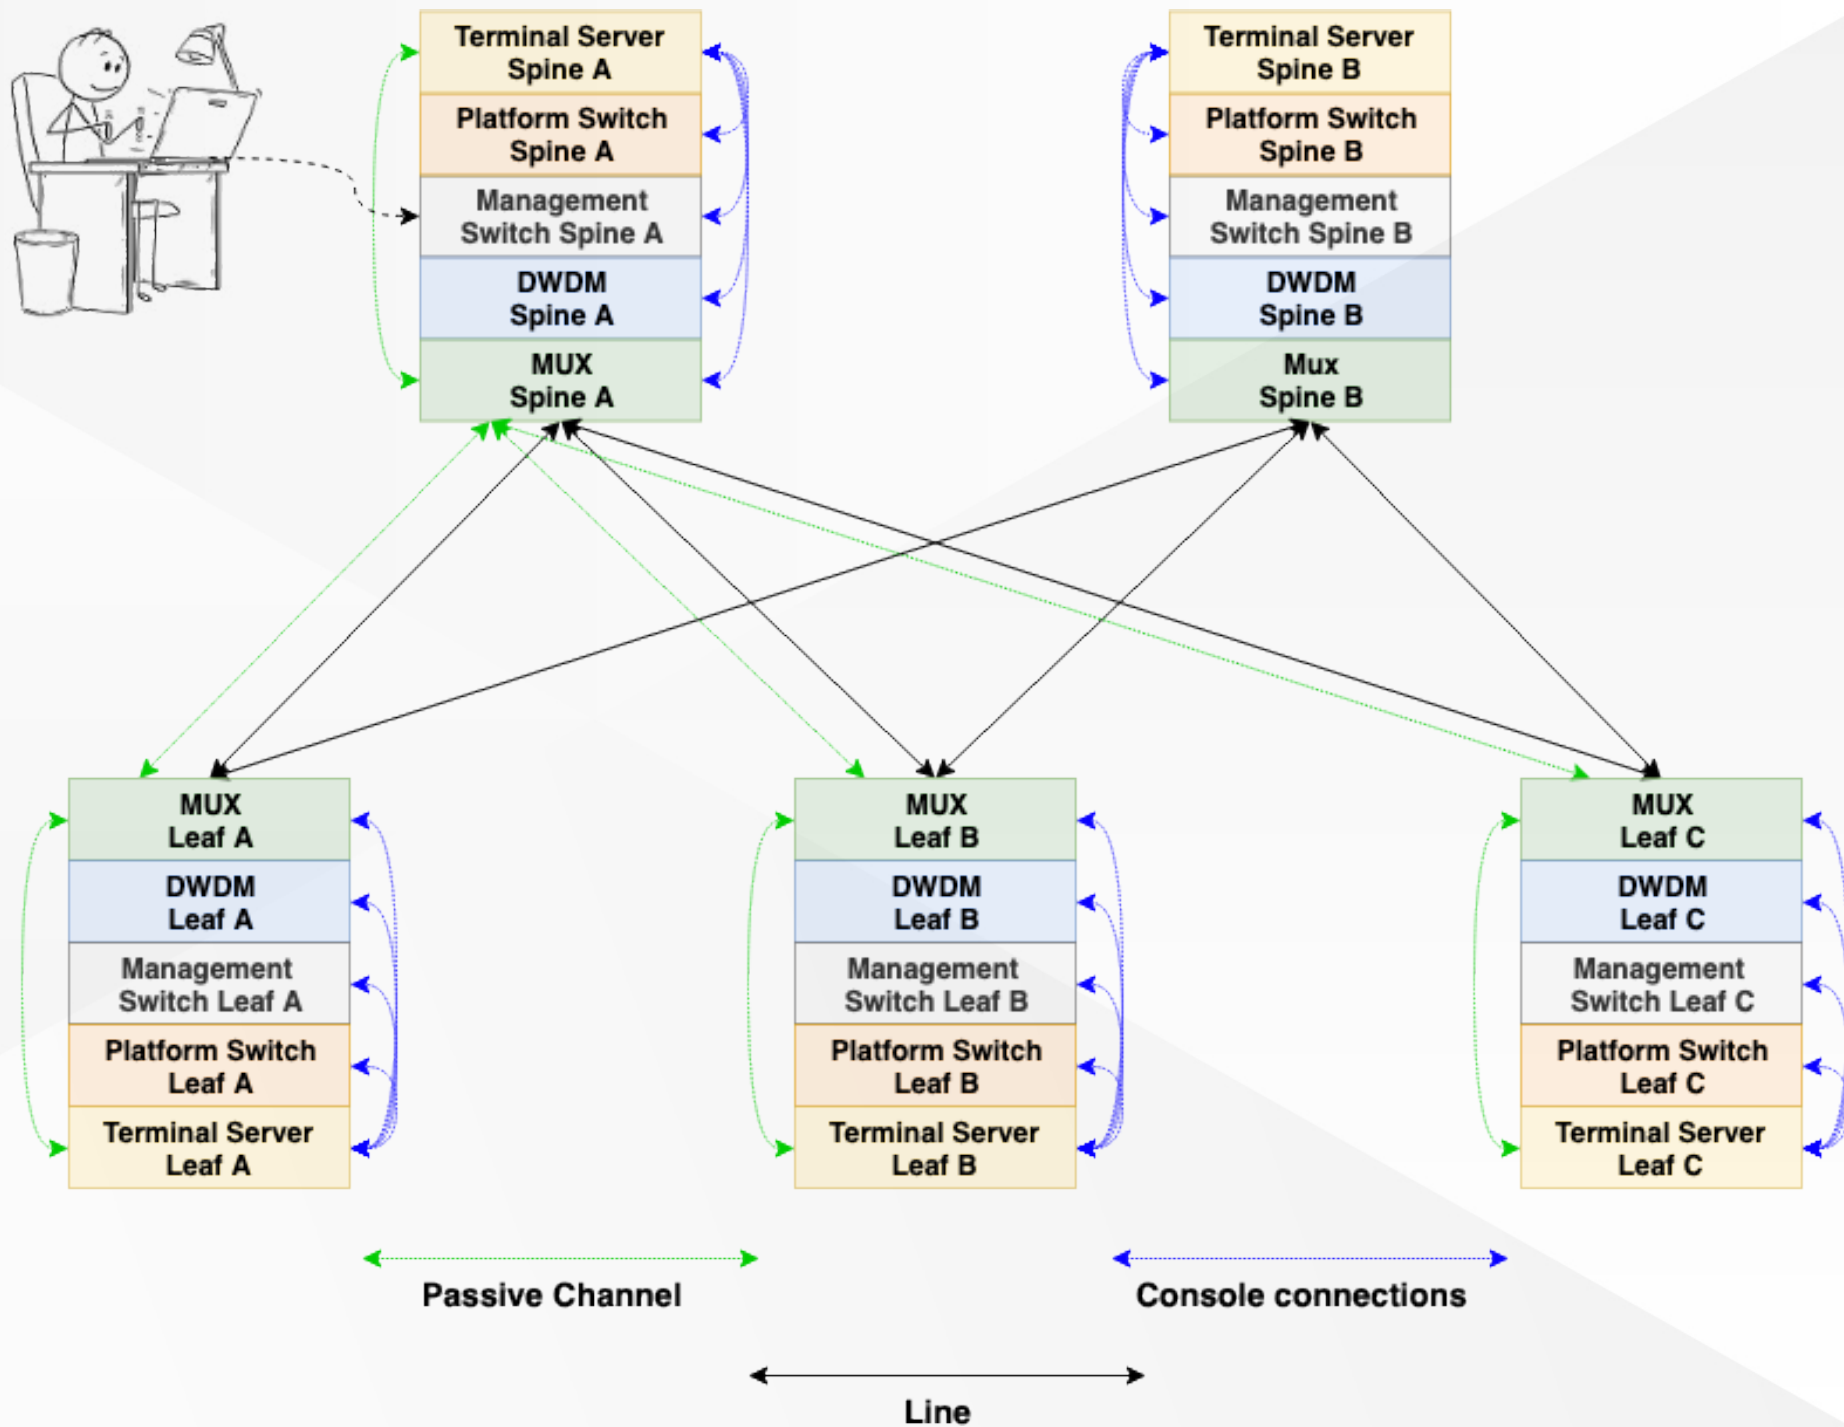 Terminal Server
Spine A
Platform Switch
Spine A
Management
Switch Spine A
DWDM
Spine A
MUX
Spine A
Terminal Server
Spine B
Platform Switch
Spine B
Management
Switch Spine B
DWDM
Spine B
Mux
Spine B
MUX
Leaf A
DWDM
Leaf A
Management
Switch Leaf A
Platform Switch
Leaf A
Terminal Server
Leaf A
MUX
Leaf B
DWDM
Leaf B
Management
Switch Leaf B
Platform Switch
Leaf B
Terminal Server
Leaf B
MUX
Leaf C
DWDM
Leaf C
Management
Switch Leaf C
Platform Switch
Leaf C
Terminal Server
Leaf C
Passive Channel
Console connections
Line